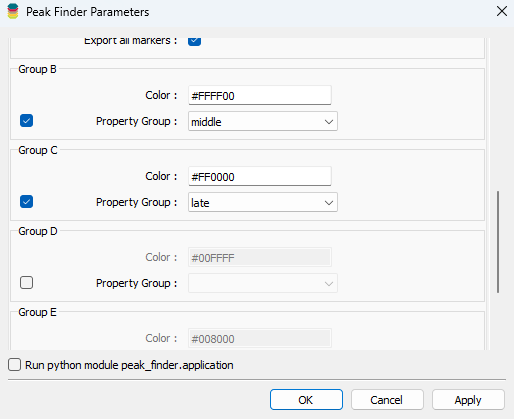 Peak Finder Parameters
Export all markers :
Group B
Color : #FFFF00
Property Group : middle
Group C
Color : #FF0000
Property Group : late
Group D
Color : #00FFFF
Property Group :
Group E
Color : #008000
Run python module peak_finder.application
OK Cancel Apply